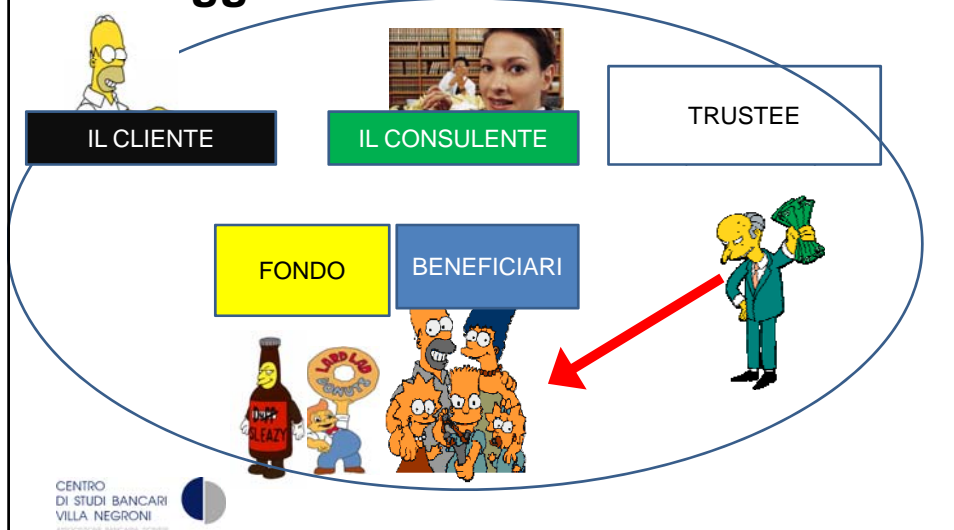 IL CLIENTE
IL CONSULENTE
TRUSTEE
FONDO
BENEFICIARI
LARD LAD
DONUTS
Duff
SLEAZY
CENTRO
DI STUDI BANCARI
VILLA NEGRONI